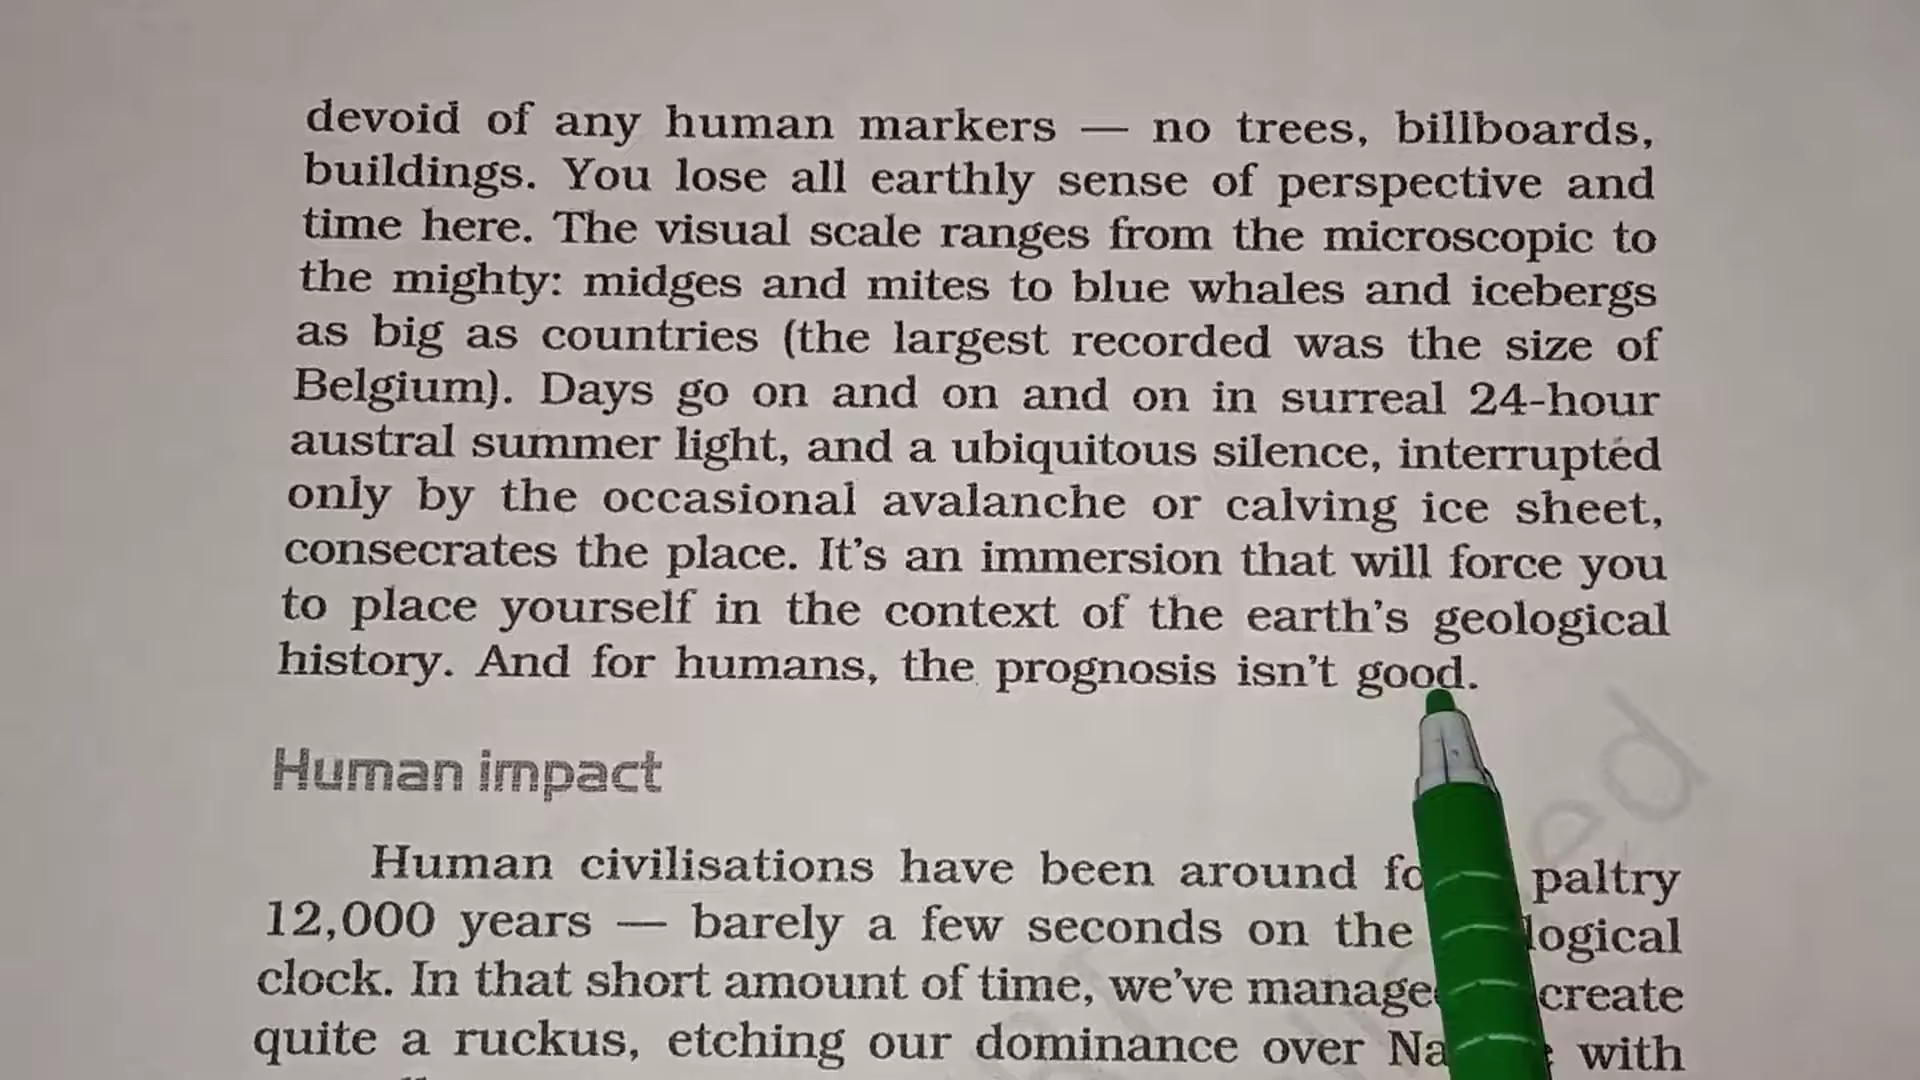 devoid of any human markers — no trees, billboards,
buildings. You lose all earthly sense of perspective and
time here. The visual scale ranges from the microscopic to
the mighty: midges and mites to blue whales and icebergs
as big as countries (the largest recorded was the size of
Belgium). Days go on and on and on in surreal 24-hour
austral summer light, and a ubiquitous silence, interrupted
only by the occasional avalanche or calving ice sheet,
consecrates the place. It's an immersion that will force you
to place yourself in the context of the earth's geological
history. And for humans, the prognosis isn't good.
Human impact
Human civilisations have been around paltry
12,000 years — barely a few seconds on the
clock. In that short amount of time, we've create
quite a ruckus, etching our dominance over with